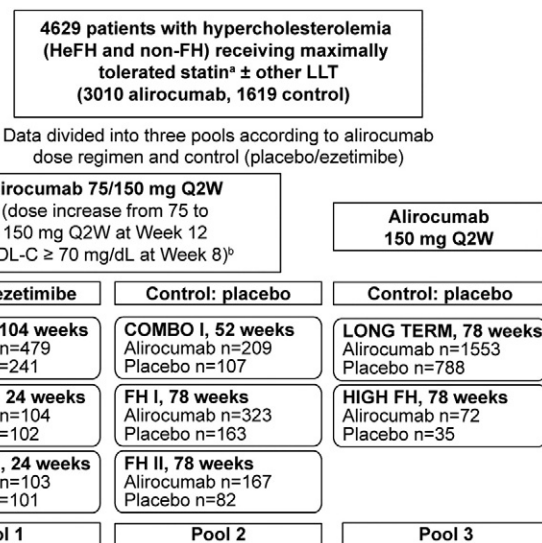 4629 patients with hypercholesterolemia
(HeFH and non-FH) receiving maximally
tolerated statinᵃ ± other LLT
(3010 alirocumab, 1619 control)
Data divided into three pools according to alirocumab
dose regimen and control (placebo/ezetimibe)
irocumab 75/150 mg Q2W
(dose increase from 75 to
150 mg Q2W at Week 12
DL-C ≥ 70 mg/dL at Week 8)ᵇ
Alirocumab
150 mg Q2W
ezetimibe
104 weeks
n=479
=241
, 24 weeks
n=104
=102
, 24 weeks
n=103
=101
ol 1
Control: placebo
COMBO I, 52 weeks
Alirocumab n=209
Placebo n=107
FH I, 78 weeks
Alirocumab n=323
Placebo n=163
FH II, 78 weeks
Alirocumab n=167
Placebo n=82
Pool 2
Control: placebo
LONG TERM, 78 weeks
Alirocumab n=1553
Placebo n=788
HIGH FH, 78 weeks
Alirocumab n=72
Placebo n=35
Pool 3